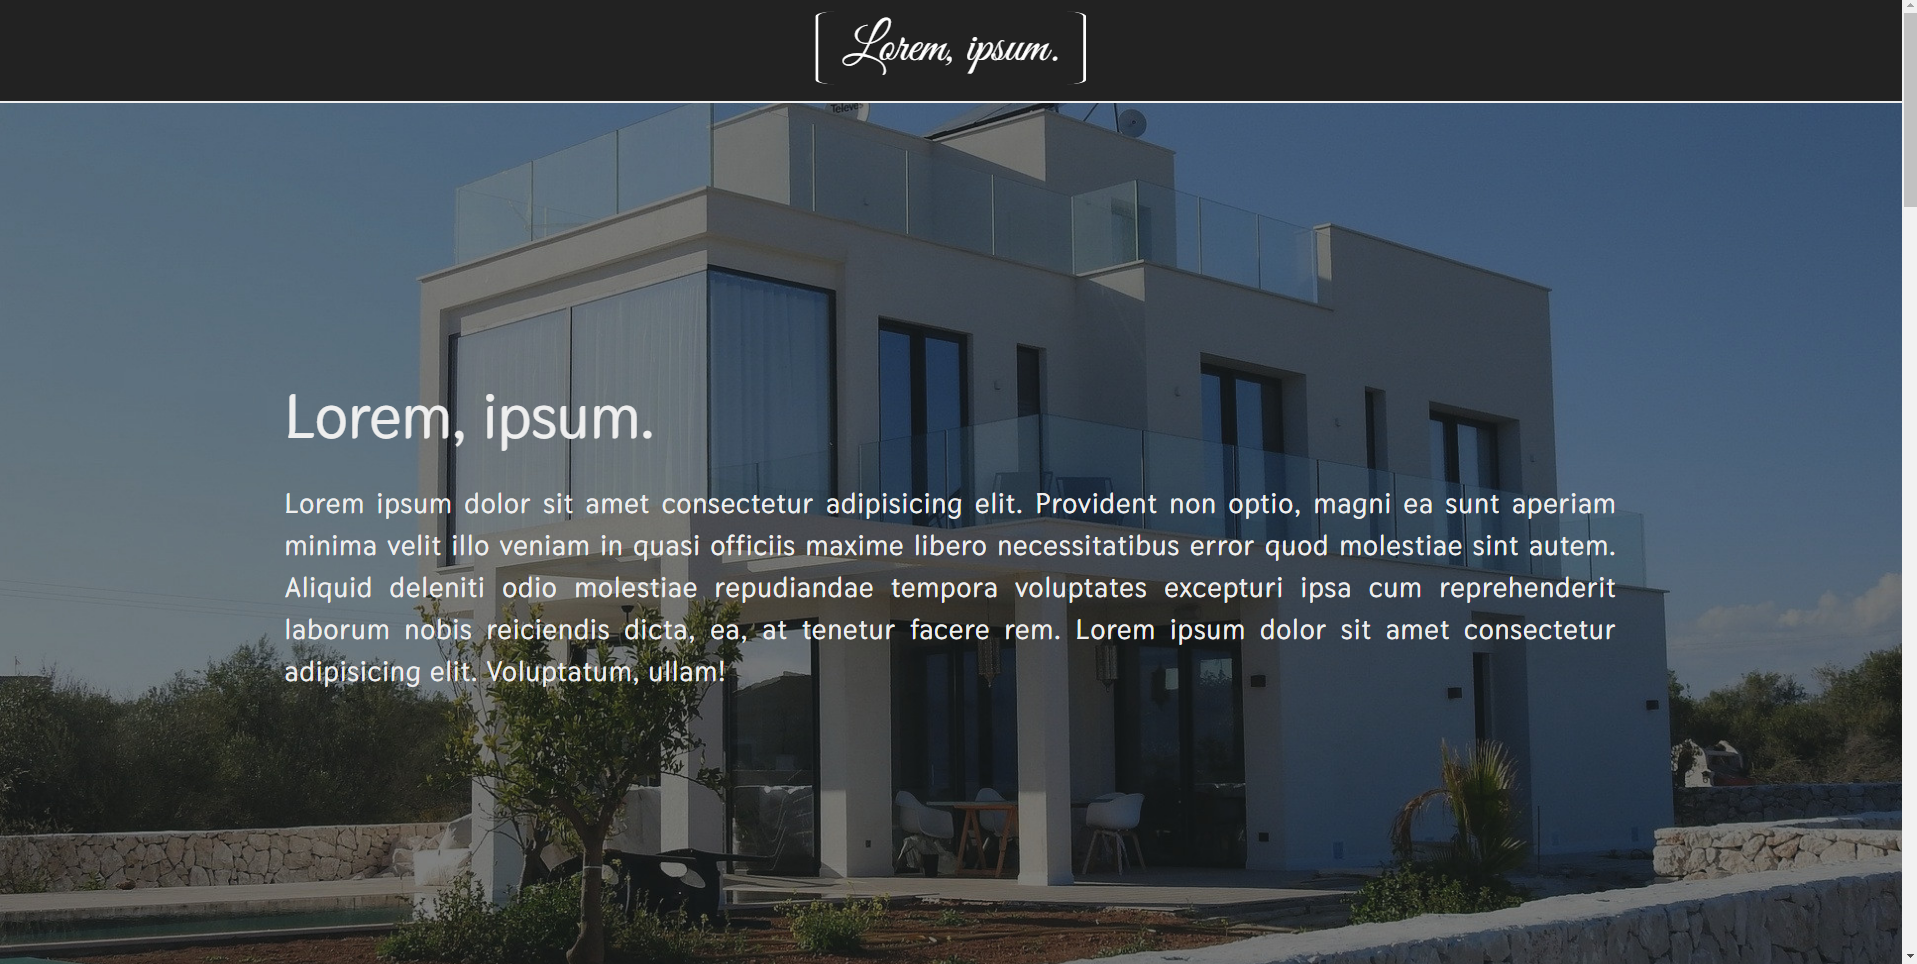 Lorem, ipsum.
Televes
Lorem, ipsum.
Lorem ipsum dolor sit amet consectetur adipisicing elit. Provident non optio, magni ea sunt aperiam
minima velit illo veniam in quasi officiis maxime libero necessitatibus error quod molestiae sint autem.
Aliquid deleniti odio molestiae repudiandae tempora voluptates excepturi ipsa cum reprehenderit
laborum nobis reiciendis dicta, ea, at tenetur facere rem. Lorem ipsum dolor sit amet consectetur
adipisicing elit. Voluptatum, ullam!